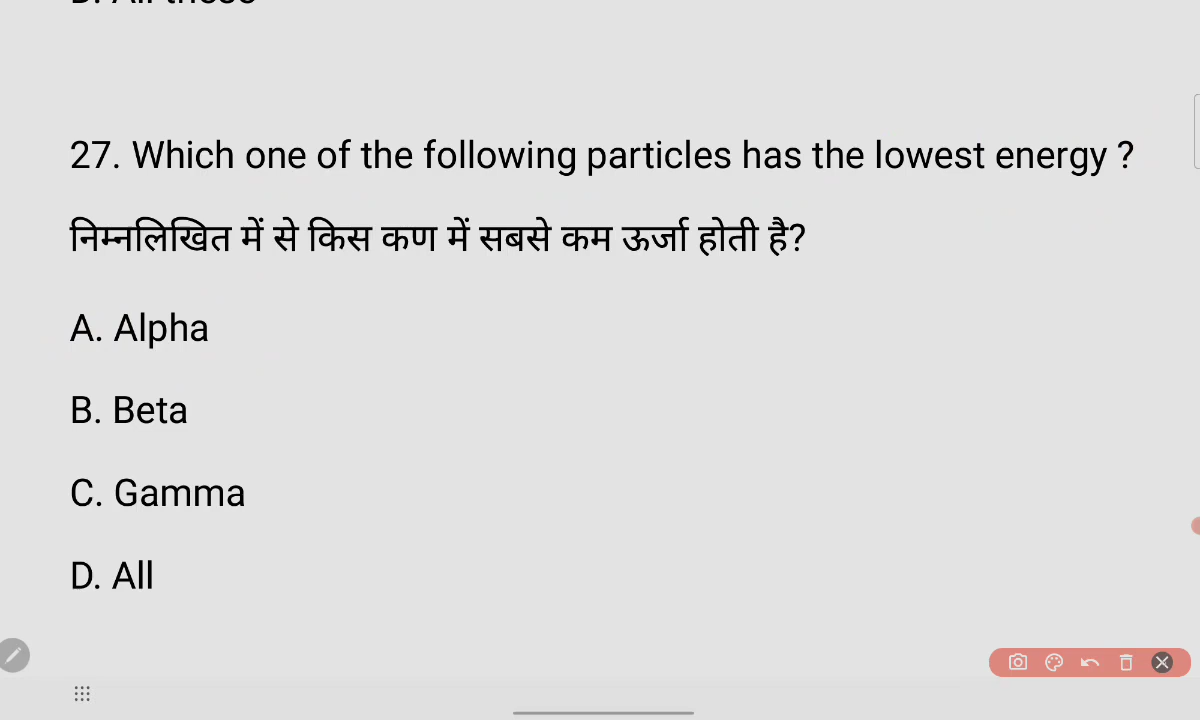 27. Which one of the following particles has the lowest energy ?
निम्नलिखित में से किस कण में सबसे कम ऊर्जा होती है?
A. Alpha
B. Beta
C. Gamma
D. All